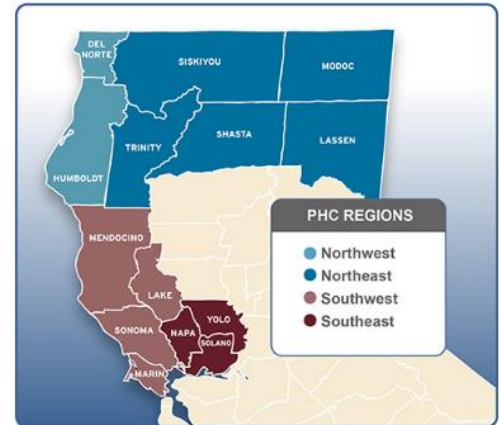 DEL
NORTE
SISKIYOU
MODOC
HUMBOLDT
TRINITY
SHASTA
LASSEN
MENDOCINO
LAKE
SONOMA
NAPA
YOLO
SOLANO
MARIN
PHC REGIONS
Northwest
Northeast
Southwest
Southeast